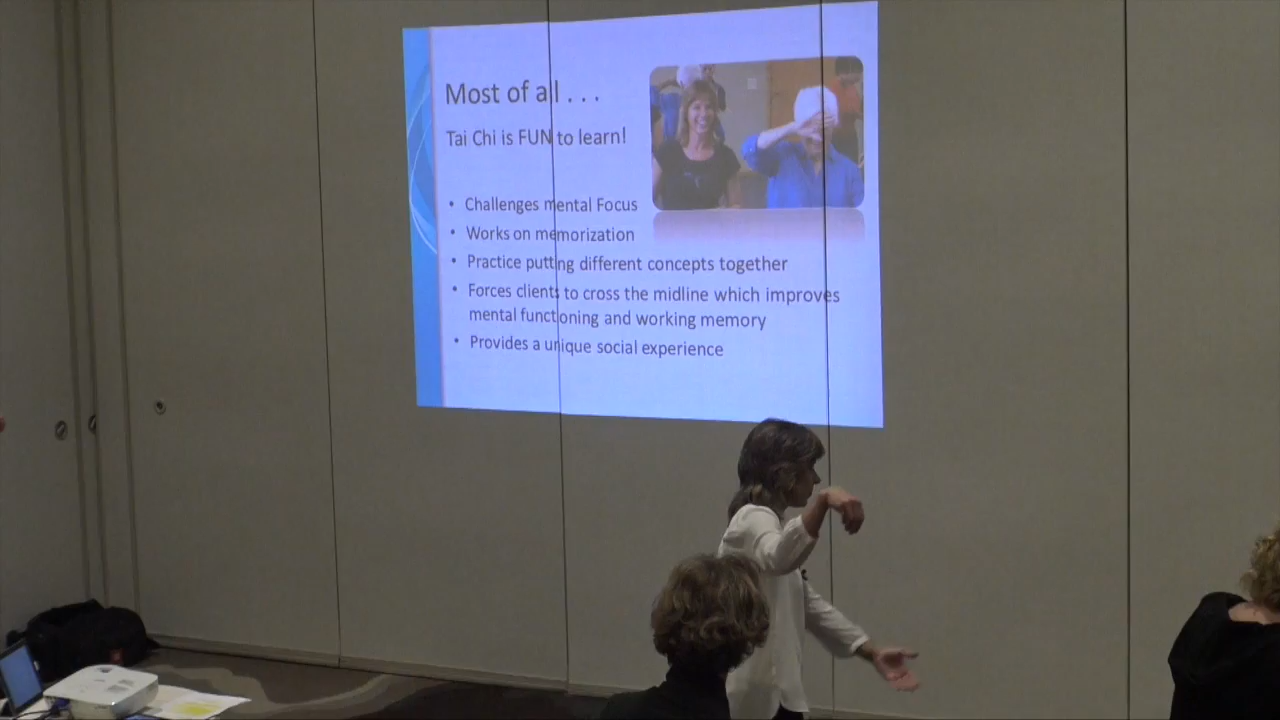 Most of all . . .
Tai Chi is FUN to learn!
• Challenges mental Focus
• Works on memorization
• Practice putting different concepts together
• Forces clients to cross the midline which improves
mental functioning and working memory
• Provides a unique social experience